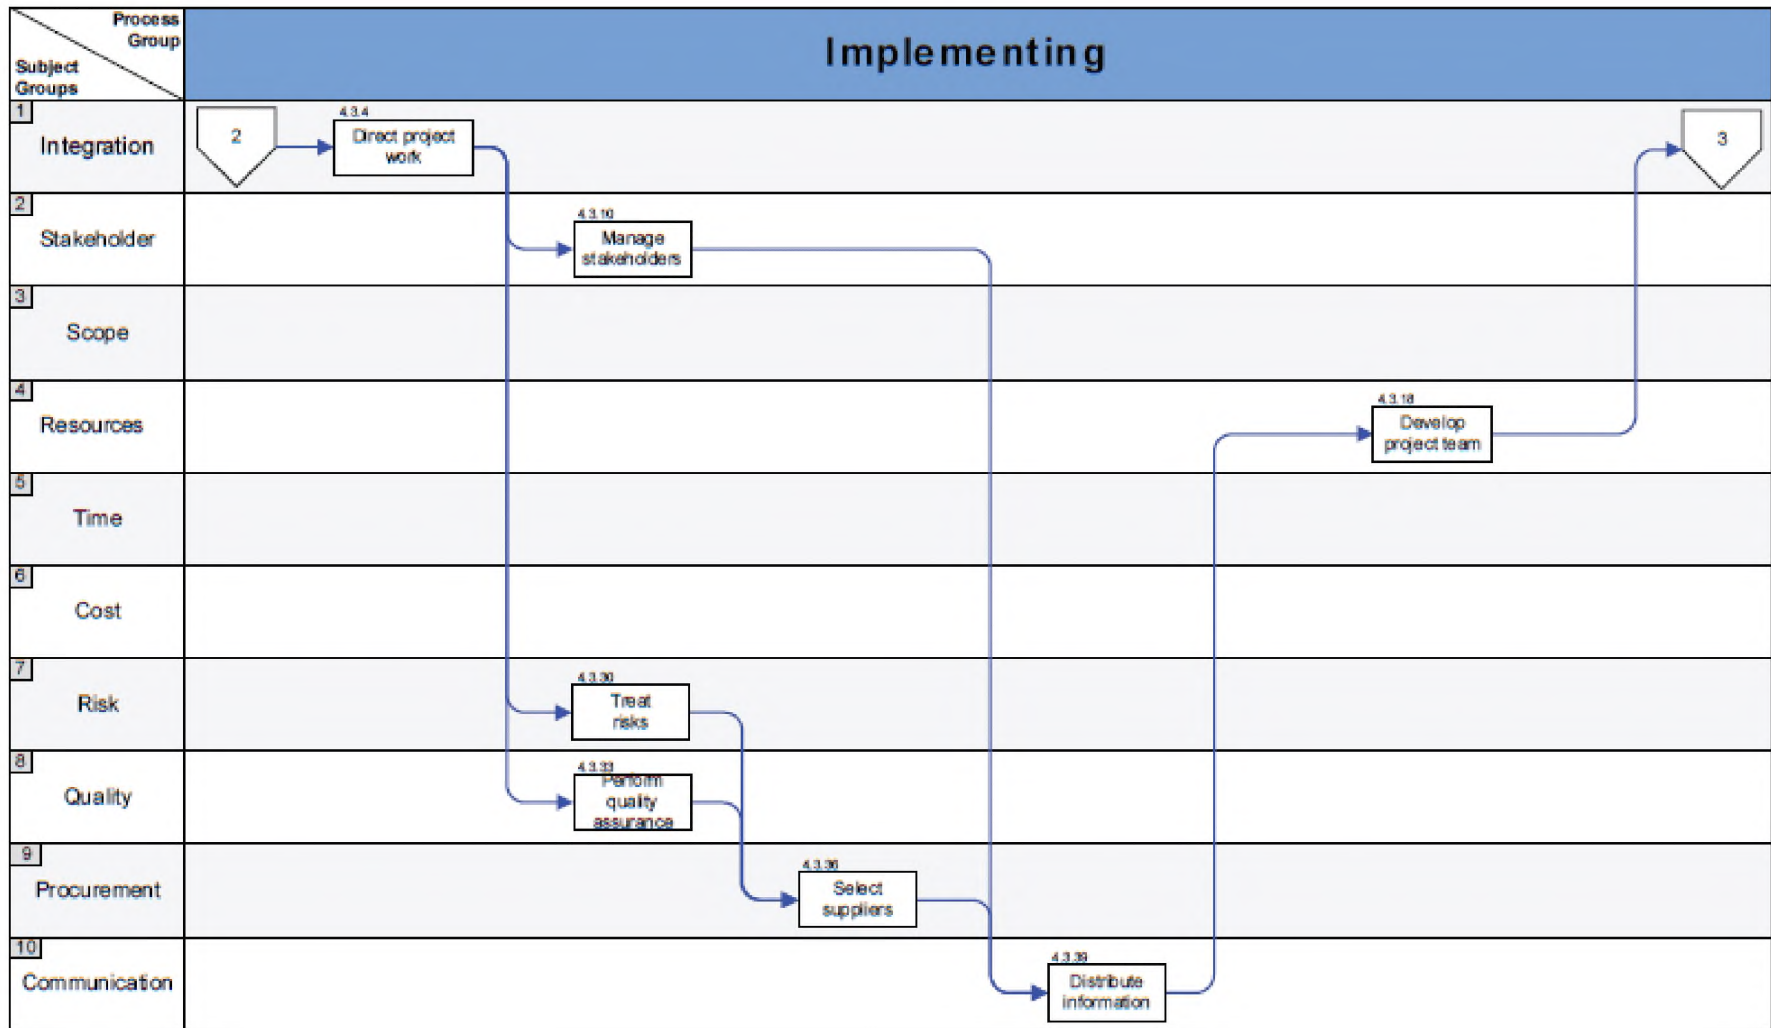 Process
Group
Subject
Groups
Implementing
1
Integration
2
4.3.4
Direct project
work
3
2
Stakeholder
4.3.10
Manage
stakeholders
3
Scope
4
Resources
4.3.18
Develop
project team
5
Time
6
Cost
7
Risk
4.3.30
Treat
risks
8
Quality
4.3.33
Perform
quality
assurance
9
Procurement
4.3.36
Select
suppliers
10
Communication
4.3.39
Distribute
information